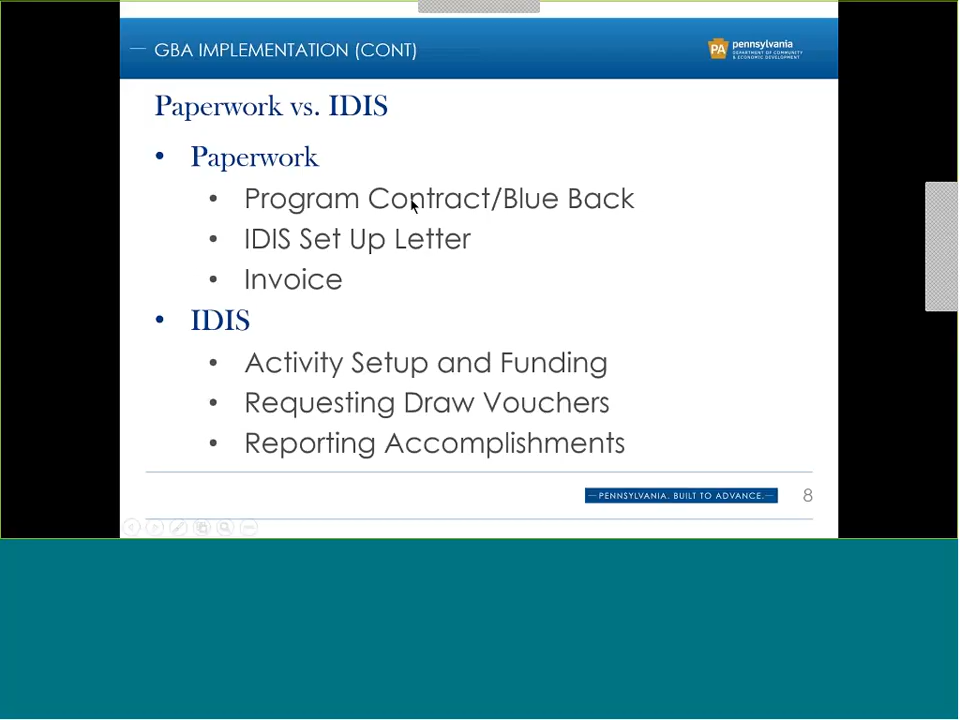 GBA IMPLEMENTATION (CONT)
PA
pennsylvania
DEPARTMENT OF COMMUNITY
& ECONOMIC DEVELOPMENT
Paperwork vs. IDIS
• Paperwork
• Program Contract/Blue Back
• IDIS Set Up Letter
• Invoice
• IDIS
• Activity Setup and Funding
• Requesting Draw Vouchers
• Reporting Accomplishments
PENNSYLVANIA. BUILT TO ADVANCE.
8